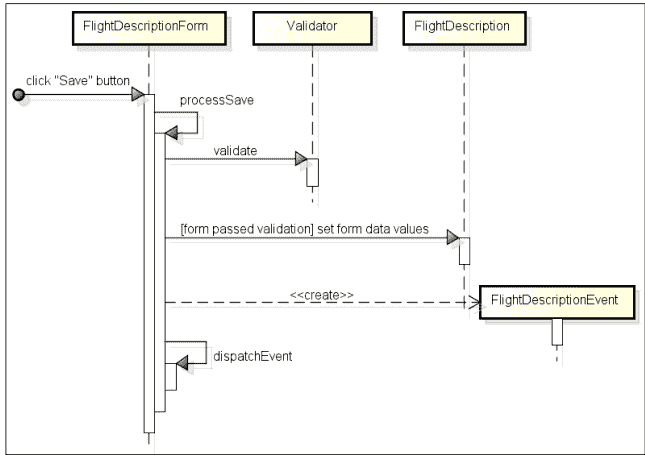 FlightDescriptionForm
Validator
FlightDescription
click "Save" button
processSave
validate
[form passed validation] set form data values
<<create>>
FlightDescriptionEvent
dispatchEvent